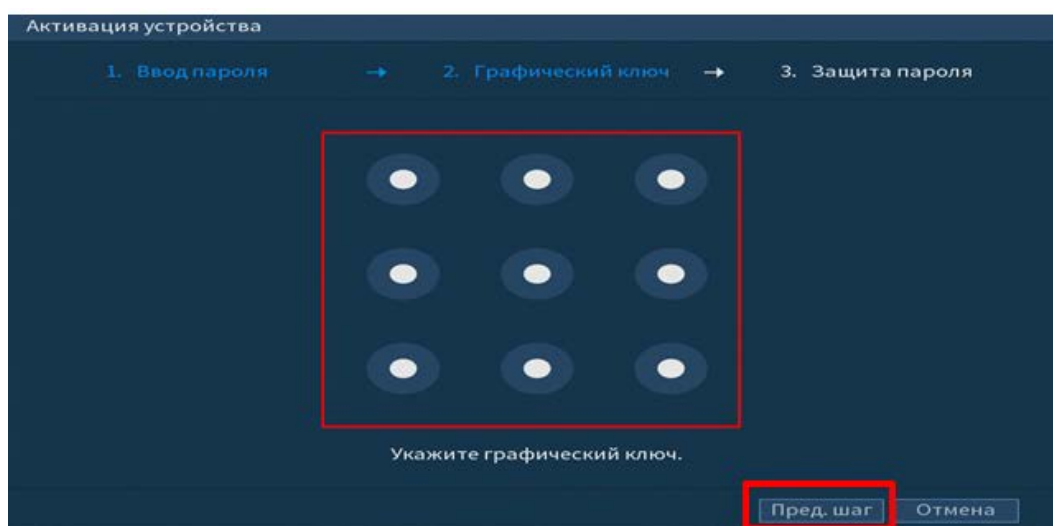 Активация устройства
1. Ввод пароля → 2. Графический ключ → 3. Защита пароля
Укажите графический ключ.
Пред. шаг Отмена